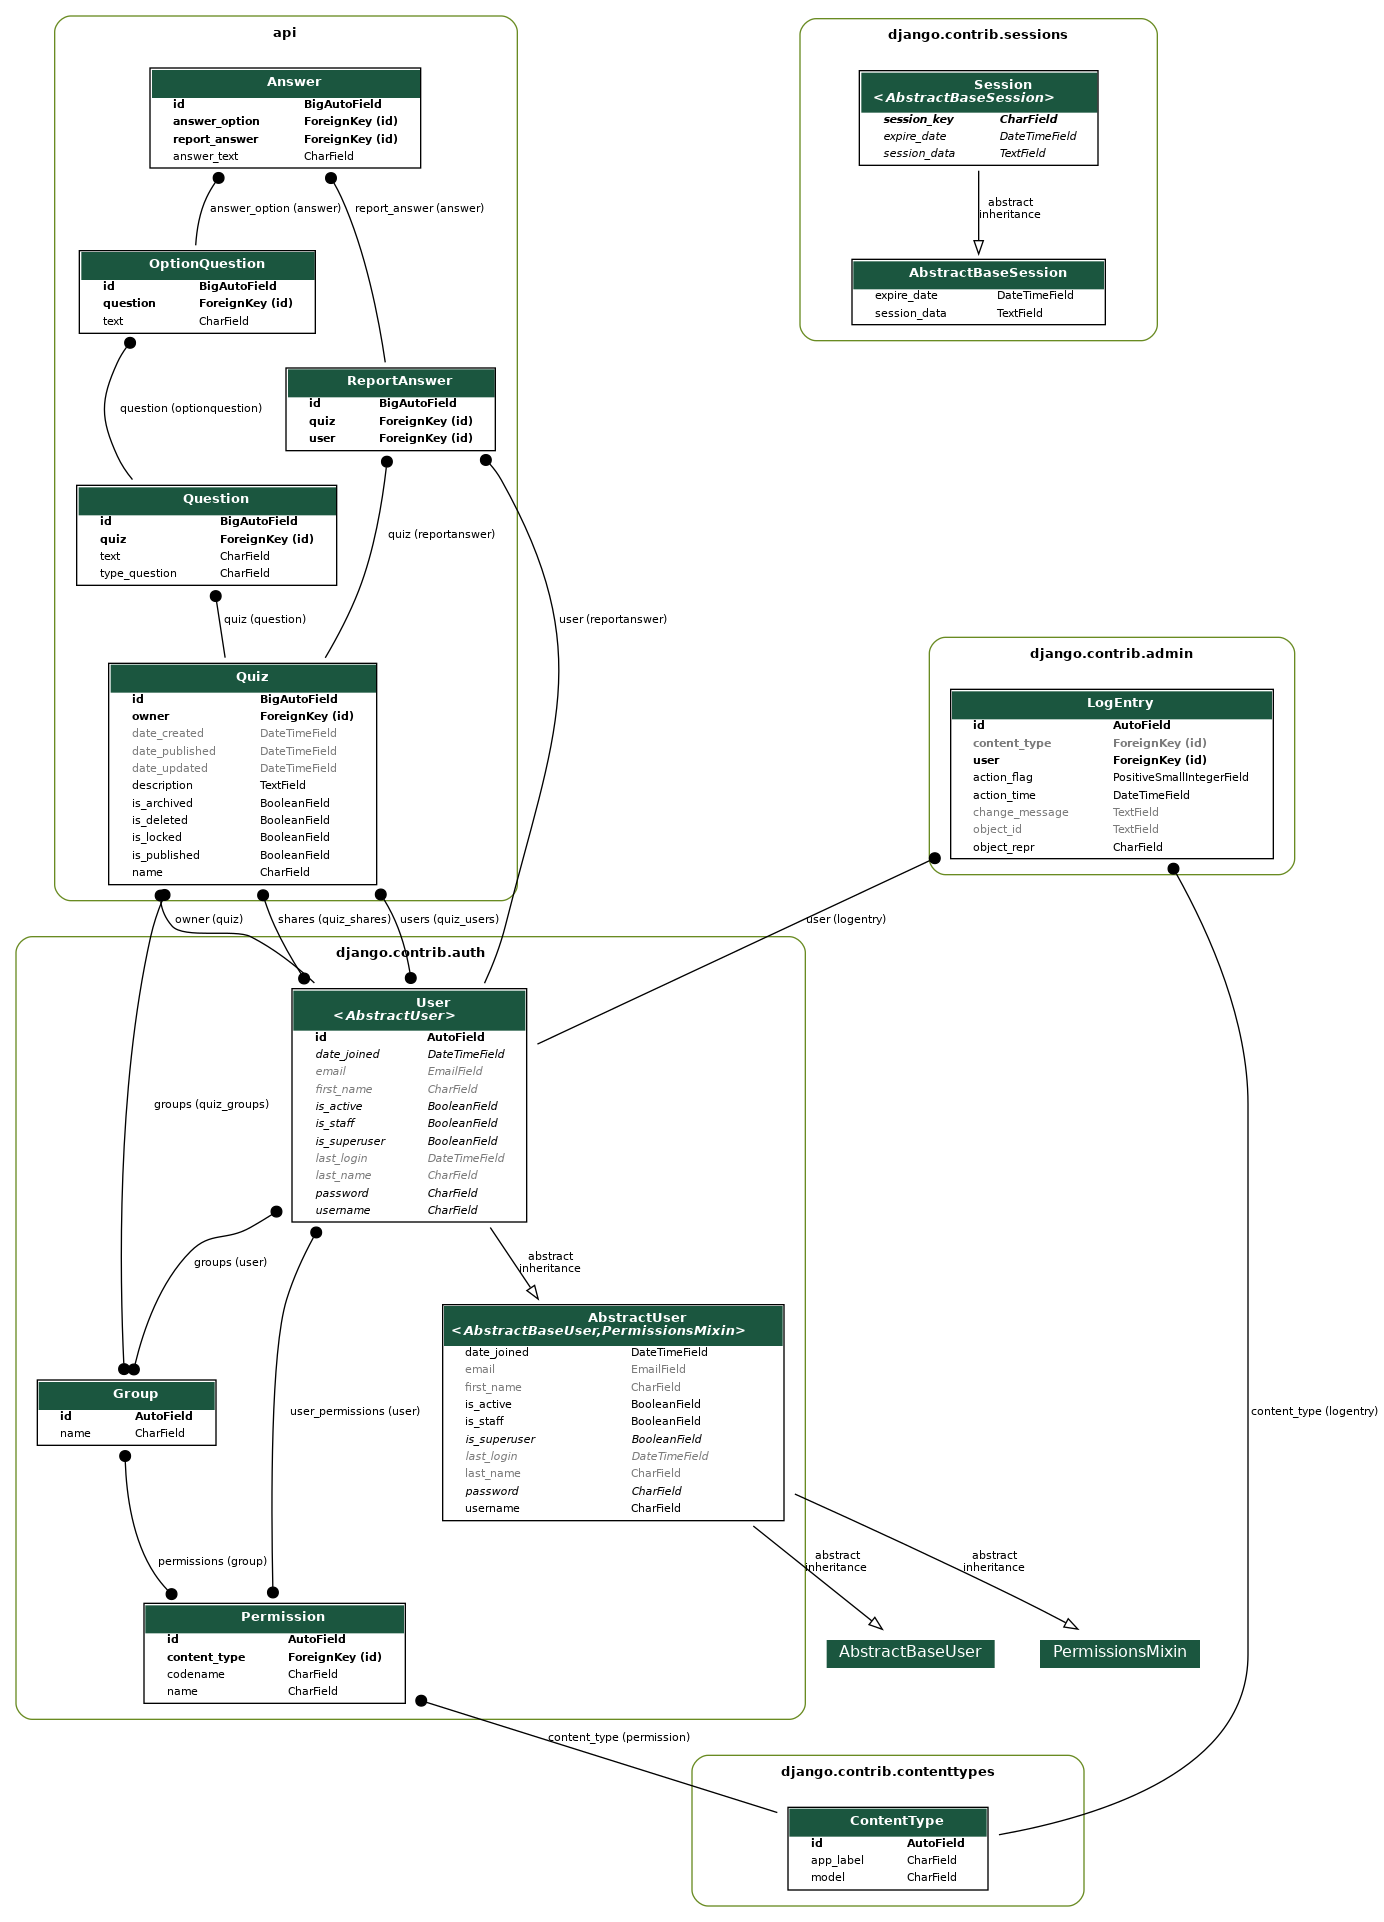 api
Answer
id BigAutoField
answer_option ForeignKey (id)
report_answer ForeignKey (id)
answer_text CharField
answer_option (answer)
report_answer (answer)
OptionQuestion
id BigAutoField
question ForeignKey (id)
text CharField
question (optionquestion)
ReportAnswer
id BigAutoField
quiz ForeignKey (id)
user ForeignKey (id)
Question
id BigAutoField
quiz ForeignKey (id)
text CharField
type_question CharField
quiz (reportanswer)
quiz (question)
user (reportanswer)
Quiz
id BigAutoField
owner ForeignKey (id)
date_created DateTimeField
date_published DateTimeField
date_updated DateTimeField
description TextField
is_archived BooleanField
is_deleted BooleanField
is_locked BooleanField
is_published BooleanField
name CharField
owner (quiz)
shares (quiz_shares)
users (quiz_users)
django.contrib.sessions
Session
<AbstractBaseSession>
session_key CharField
expire_date DateTimeField
session_data TextField
abstract
inheritance
AbstractBaseSession
expire_date DateTimeField
session_data TextField
django.contrib.admin
LogEntry
id AutoField
content_type ForeignKey (id)
user ForeignKey (id)
action_flag PositiveSmallIntegerField
action_time DateTimeField
change_message TextField
object_id TextField
object_repr CharField
user (logentry)
django.contrib.auth
User
<AbstractUser>
id AutoField
date_joined DateTimeField
email EmailField
first_name CharField
is_active BooleanField
is_staff BooleanField
is_superuser BooleanField
last_login DateTimeField
last_name CharField
password CharField
username CharField
groups (quiz_groups)
groups (user)
abstract
inheritance
AbstractUser
<AbstractBaseUser,PermissionsMixin>
date_joined DateTimeField
email EmailField
first_name CharField
is_active BooleanField
is_staff BooleanField
is_superuser BooleanField
last_login DateTimeField
last_name CharField
password CharField
username CharField
Group
id AutoField
name CharField
user_permissions (user)
content_type (logentry)
permissions (group)
abstract
inheritance
abstract
inheritance
Permission
id AutoField
content_type ForeignKey (id)
codename CharField
name CharField
AbstractBaseUser
PermissionsMixin
content_type (permission)
django.contrib.contenttypes
ContentType
id AutoField
app_label CharField
model CharField